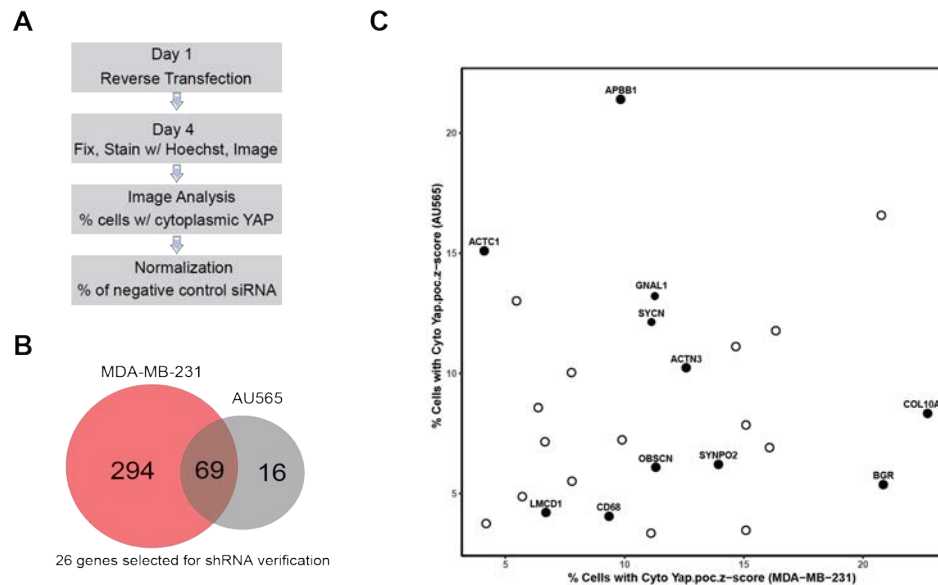 A
Day 1
Reverse Transfection
Day 4
Fix, Stain w/ Hoechst, Image
Image Analysis
% cells w/ cytoplasmic YAP
Normalization
% of negative control siRNA
B
MDA-MB-231
AU565
294
69
16
26 genes selected for shRNA verification
C
% Cells with Cyto Yap.poc.z-score (AU565)
20
15
10
5
APBB1
ACTC1
GNAL1
SYCN
ACTN3
COL10A
OBSCN
SYNPO2
BGR
LMCD1
CD68
5
10
15
20
% Cells with Cyto Yap.poc.z-score (MDA-MB-231)